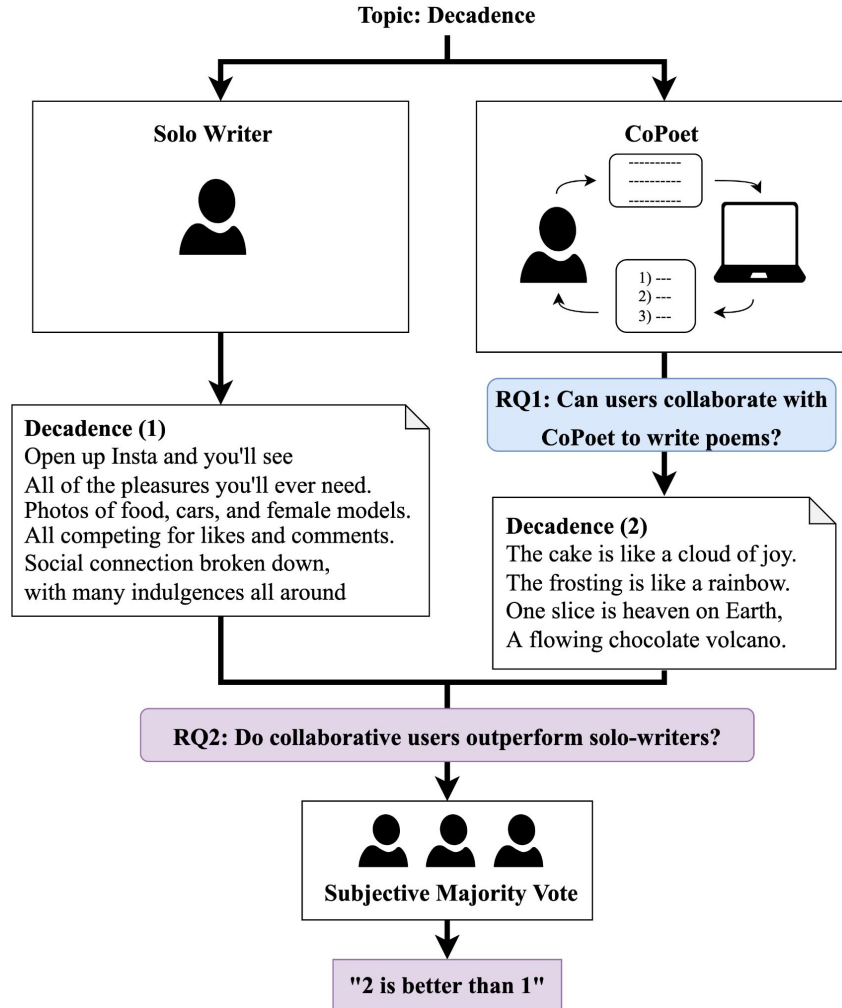 Topic: Decadence
Solo Writer
CoPoet
----------
---------
---------
1) ---
2) ---
3) ---
RQ1: Can users collaborate with
CoPoet to write poems?
Decadence (1)
Open up Insta and you'll see
All of the pleasures you'll ever need.
Photos of food, cars, and female models.
All competing for likes and comments.
Social connection broken down,
with many indulgences all around
Decadence (2)
The cake is like a cloud of joy.
The frosting is like a rainbow.
One slice is heaven on Earth,
A flowing chocolate volcano.
RQ2: Do collaborative users outperform solo-writers?
Subjective Majority Vote
"2 is better than 1"